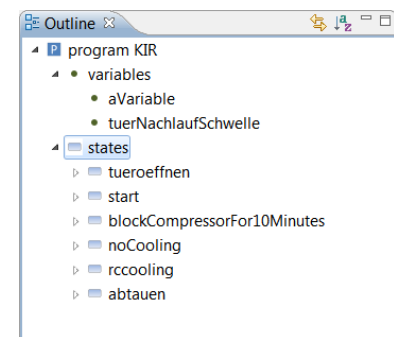 Outline
P program KIR
variables
aVariable
tuerNachlaufSchwelle
states
tueroeffnen
start
blockCompressorFor10Minutes
noCooling
rccooling
abtauen